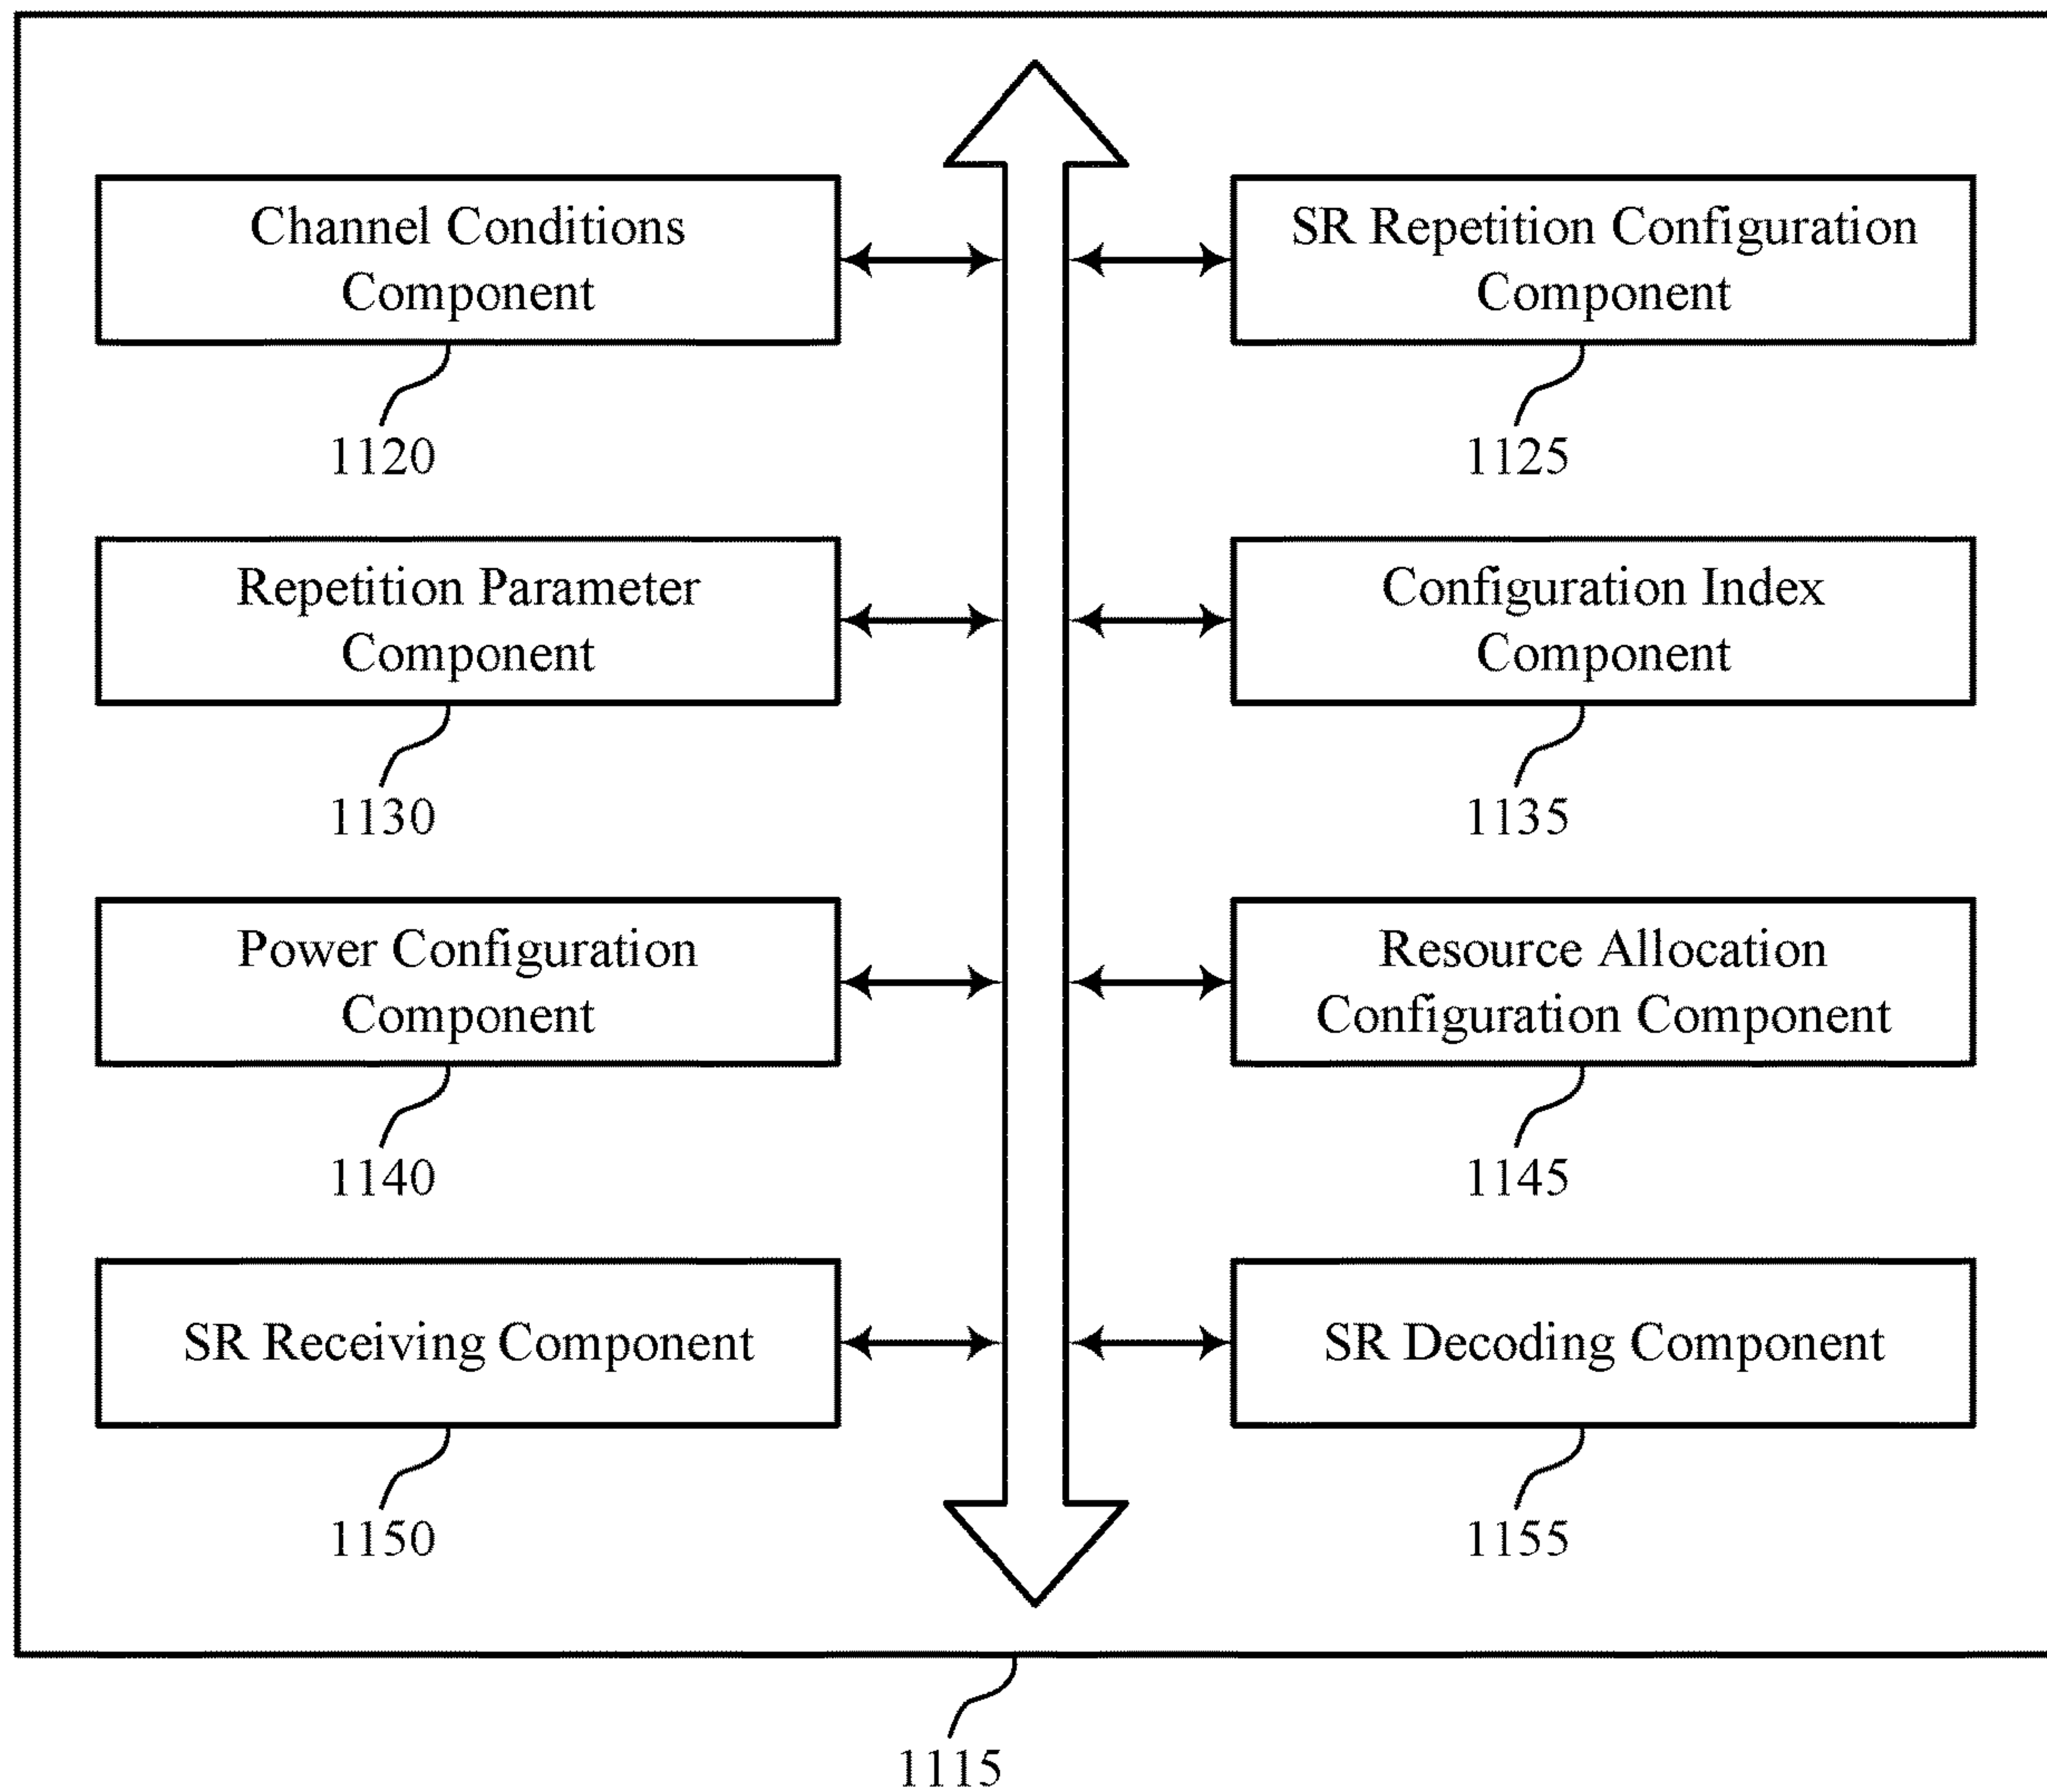 Channel Conditions
Component
1120
SR Repetition Configuration
Component
1125
Repetition Parameter
Component
1130
Configuration Index
Component
1135
Power Configuration
Component
1140
Resource Allocation
Configuration Component
1145
SR Receiving Component
1150
SR Decoding Component
1155
1115